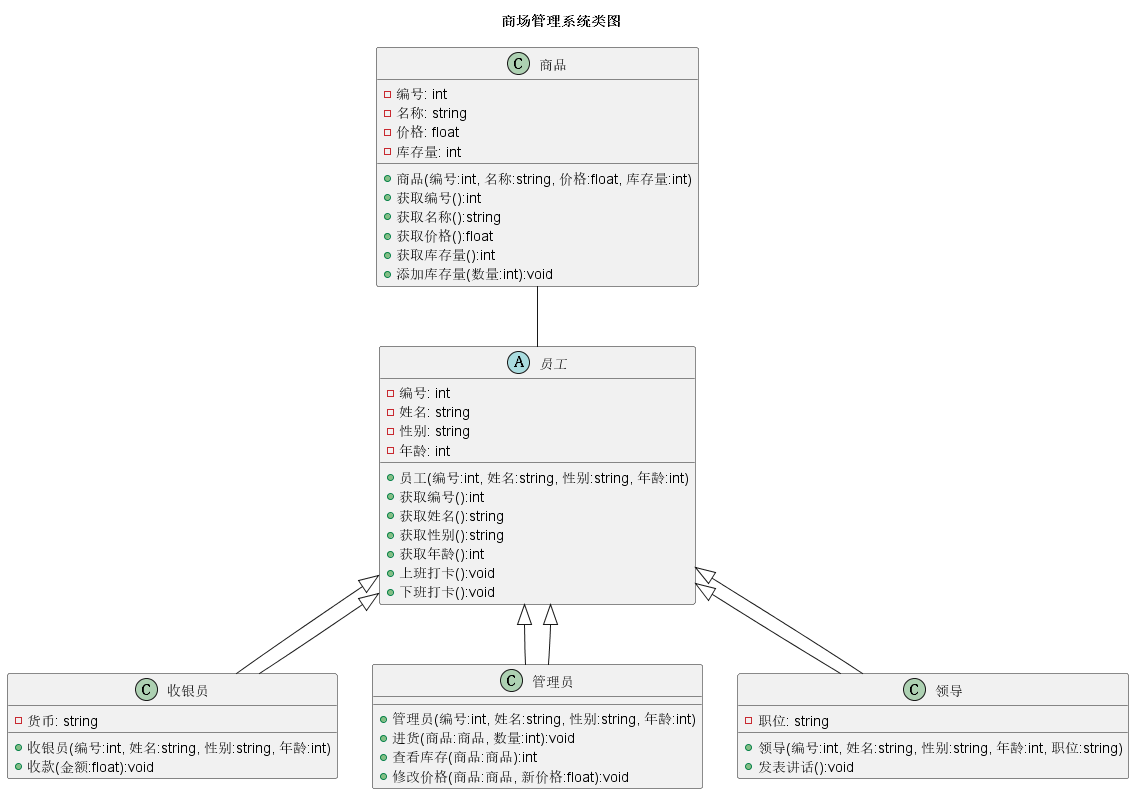 商场管理系统类图
C 商品
编号: int
名称: string
价格: float
库存量: int
商品(编号:int, 名称:string, 价格:float, 库存量:int)
获取编号():int
获取名称():string
获取价格():float
获取库存量():int
添加库存量(数量:int):void
A 员工
编号: int
姓名: string
性别: string
年龄: int
员工(编号:int, 姓名:string, 性别:string, 年龄:int)
获取编号():int
获取姓名():string
获取性别():string
获取年龄():int
上班打卡():void
下班打卡():void
C 收银员
货币: string
收银员(编号:int, 姓名:string, 性别:string, 年龄:int)
收款(金额:float):void
C 管理员
管理员(编号:int, 姓名:string, 性别:string, 年龄:int)
进货(商品:商品, 数量:int):void
查看库存(商品:商品):int
修改价格(商品:商品, 新价格:float):void
C 领导
职位: string
领导(编号:int, 姓名:string, 性别:string, 年龄:int, 职位:string)
发表讲话():void